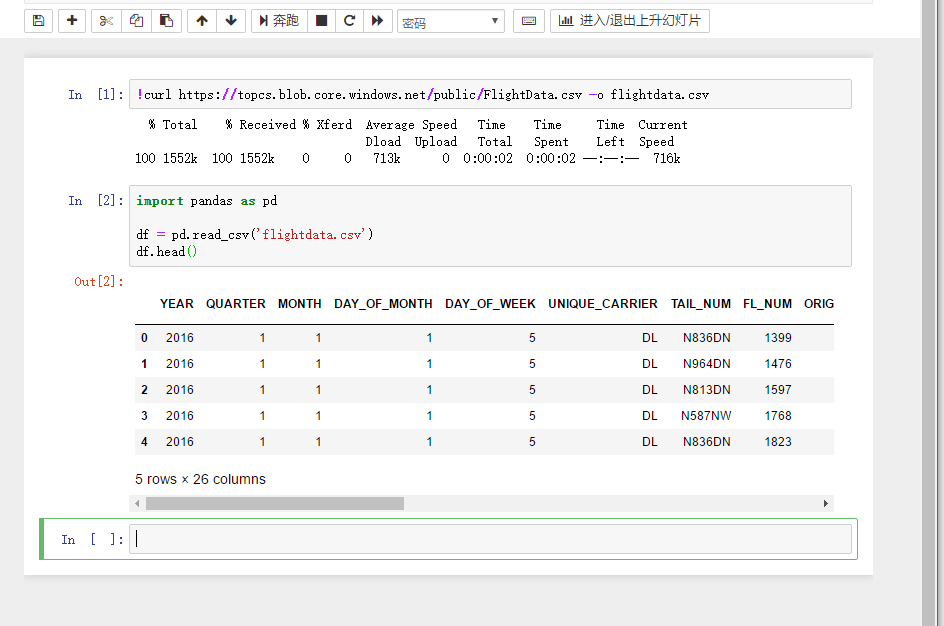 奔跑 密码 进入/退出上升幻灯片
In [1]: !curl https://topcs.blob.core.windows.net/public/FlightData.csv -o flightdata.csv
% Total % Received % Xferd Average Speed Time Time Time Current
Dload Upload Total Spent Left Speed
100 1552k 100 1552k 0 0 713k 0 0:00:02 0:00:02 --:--:-- 716k
In [2]: import pandas as pd
df = pd.read_csv('flightdata.csv')
df.head()
Out[2]:
YEAR QUARTER MONTH DAY_OF_MONTH DAY_OF_WEEK UNIQUE_CARRIER TAIL_NUM FL_NUM ORIG
0 2016 1 1 1 5 DL N836DN 1399
1 2016 1 1 1 5 DL N964DN 1476
2 2016 1 1 1 5 DL N813DN 1597
3 2016 1 1 1 5 DL N587NW 1768
4 2016 1 1 1 5 DL N836DN 1823
5 rows × 26 columns
In [ ]: